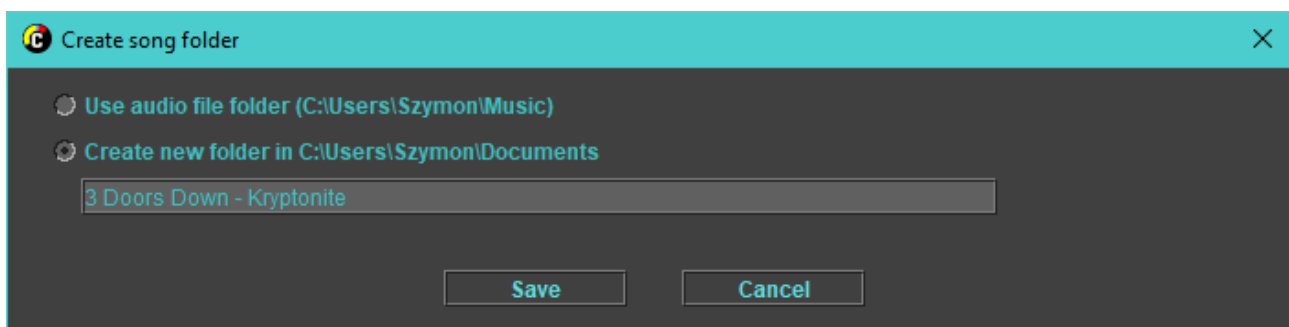 Create song folder
Use audio file folder (C:\Users\Szymon\Music)
Create new folder in C:\Users\Szymon\Documents
3 Doors Down - Kryptonite
Save Cancel